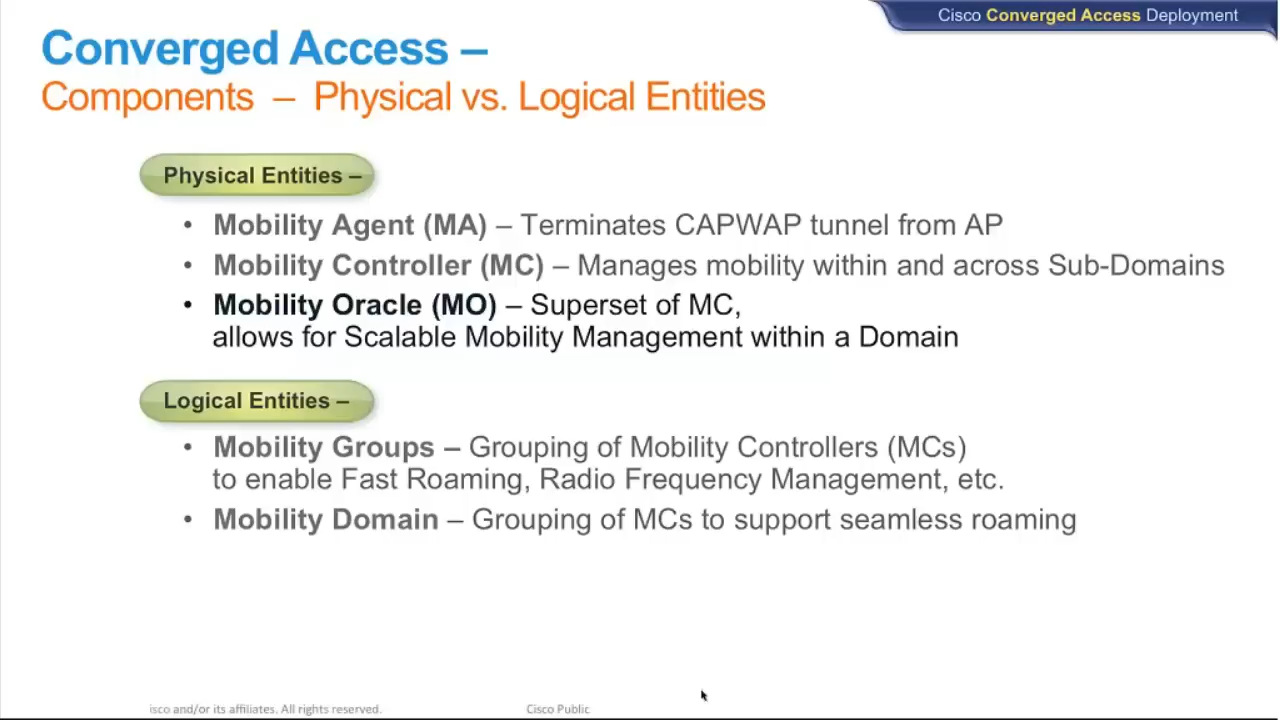 Cisco Converged Access Deployment
Converged Access –
Components – Physical vs. Logical Entities
Physical Entities –
• Mobility Agent (MA) – Terminates CAPWAP tunnel from AP
• Mobility Controller (MC) – Manages mobility within and across Sub-Domains
• Mobility Oracle (MO) – Superset of MC,
allows for Scalable Mobility Management within a Domain
Logical Entities –
• Mobility Groups – Grouping of Mobility Controllers (MCs)
to enable Fast Roaming, Radio Frequency Management, etc.
• Mobility Domain – Grouping of MCs to support seamless roaming
isco and/or its affiliates. All rights reserved.
Cisco Public